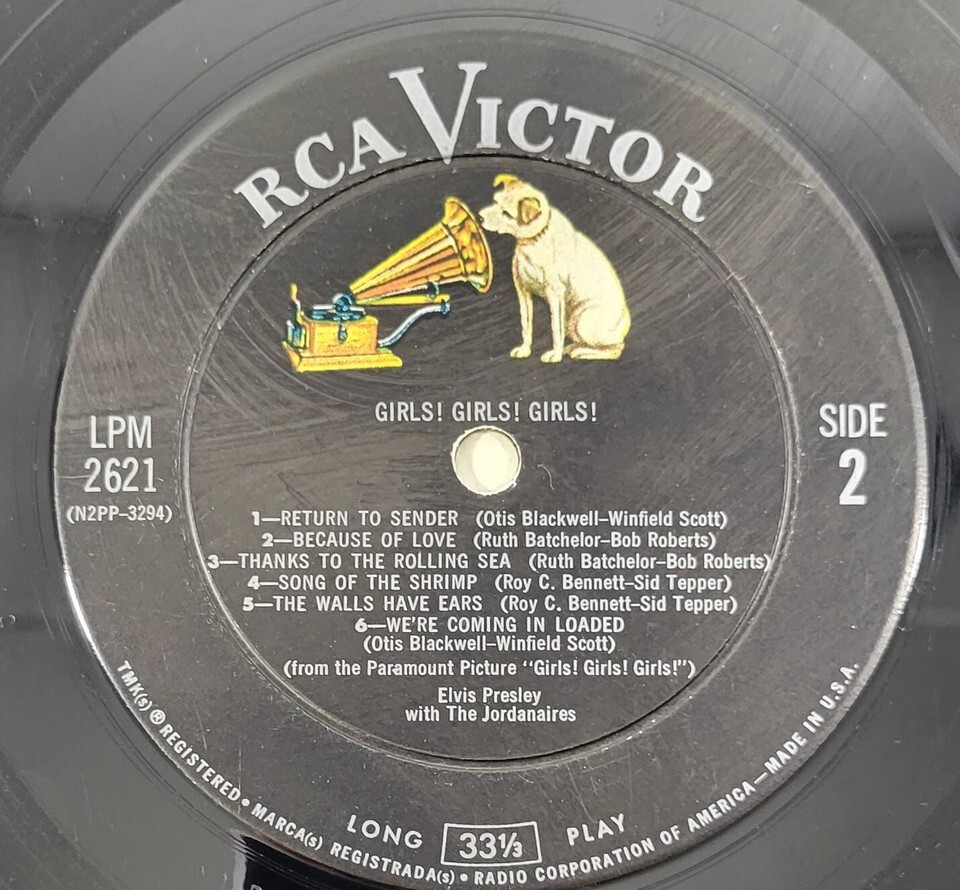 RCA VICTOR
GIRLS! GIRLS! GIRLS!
LPM
2621
(N2PP-3294)
SIDE
2
1—RETURN TO SENDER (Otis Blackwell–Winfield Scott)
2—BECAUSE OF LOVE (Ruth Batchelor–Bob Roberts)
3—THANKS TO THE ROLLING SEA (Ruth Batchelor–Bob Roberts)
4—SONG OF THE SHRIMP (Roy C. Bennett–Sid Tepper)
5—THE WALLS HAVE EARS (Roy C. Bennett–Sid Tepper)
6—WE'RE COMING IN LOADED
(Otis Blackwell–Winfield Scott)
(from the Paramount Picture "Girls! Girls! Girls!")
Elvis Presley
with The Jordanaires
LONG 33⅓ PLAY
TMK(s) ® REGISTERED • MARCA(s) REGISTRADA(s) • RADIO CORPORATION OF AMERICA—MADE IN U.S.A.